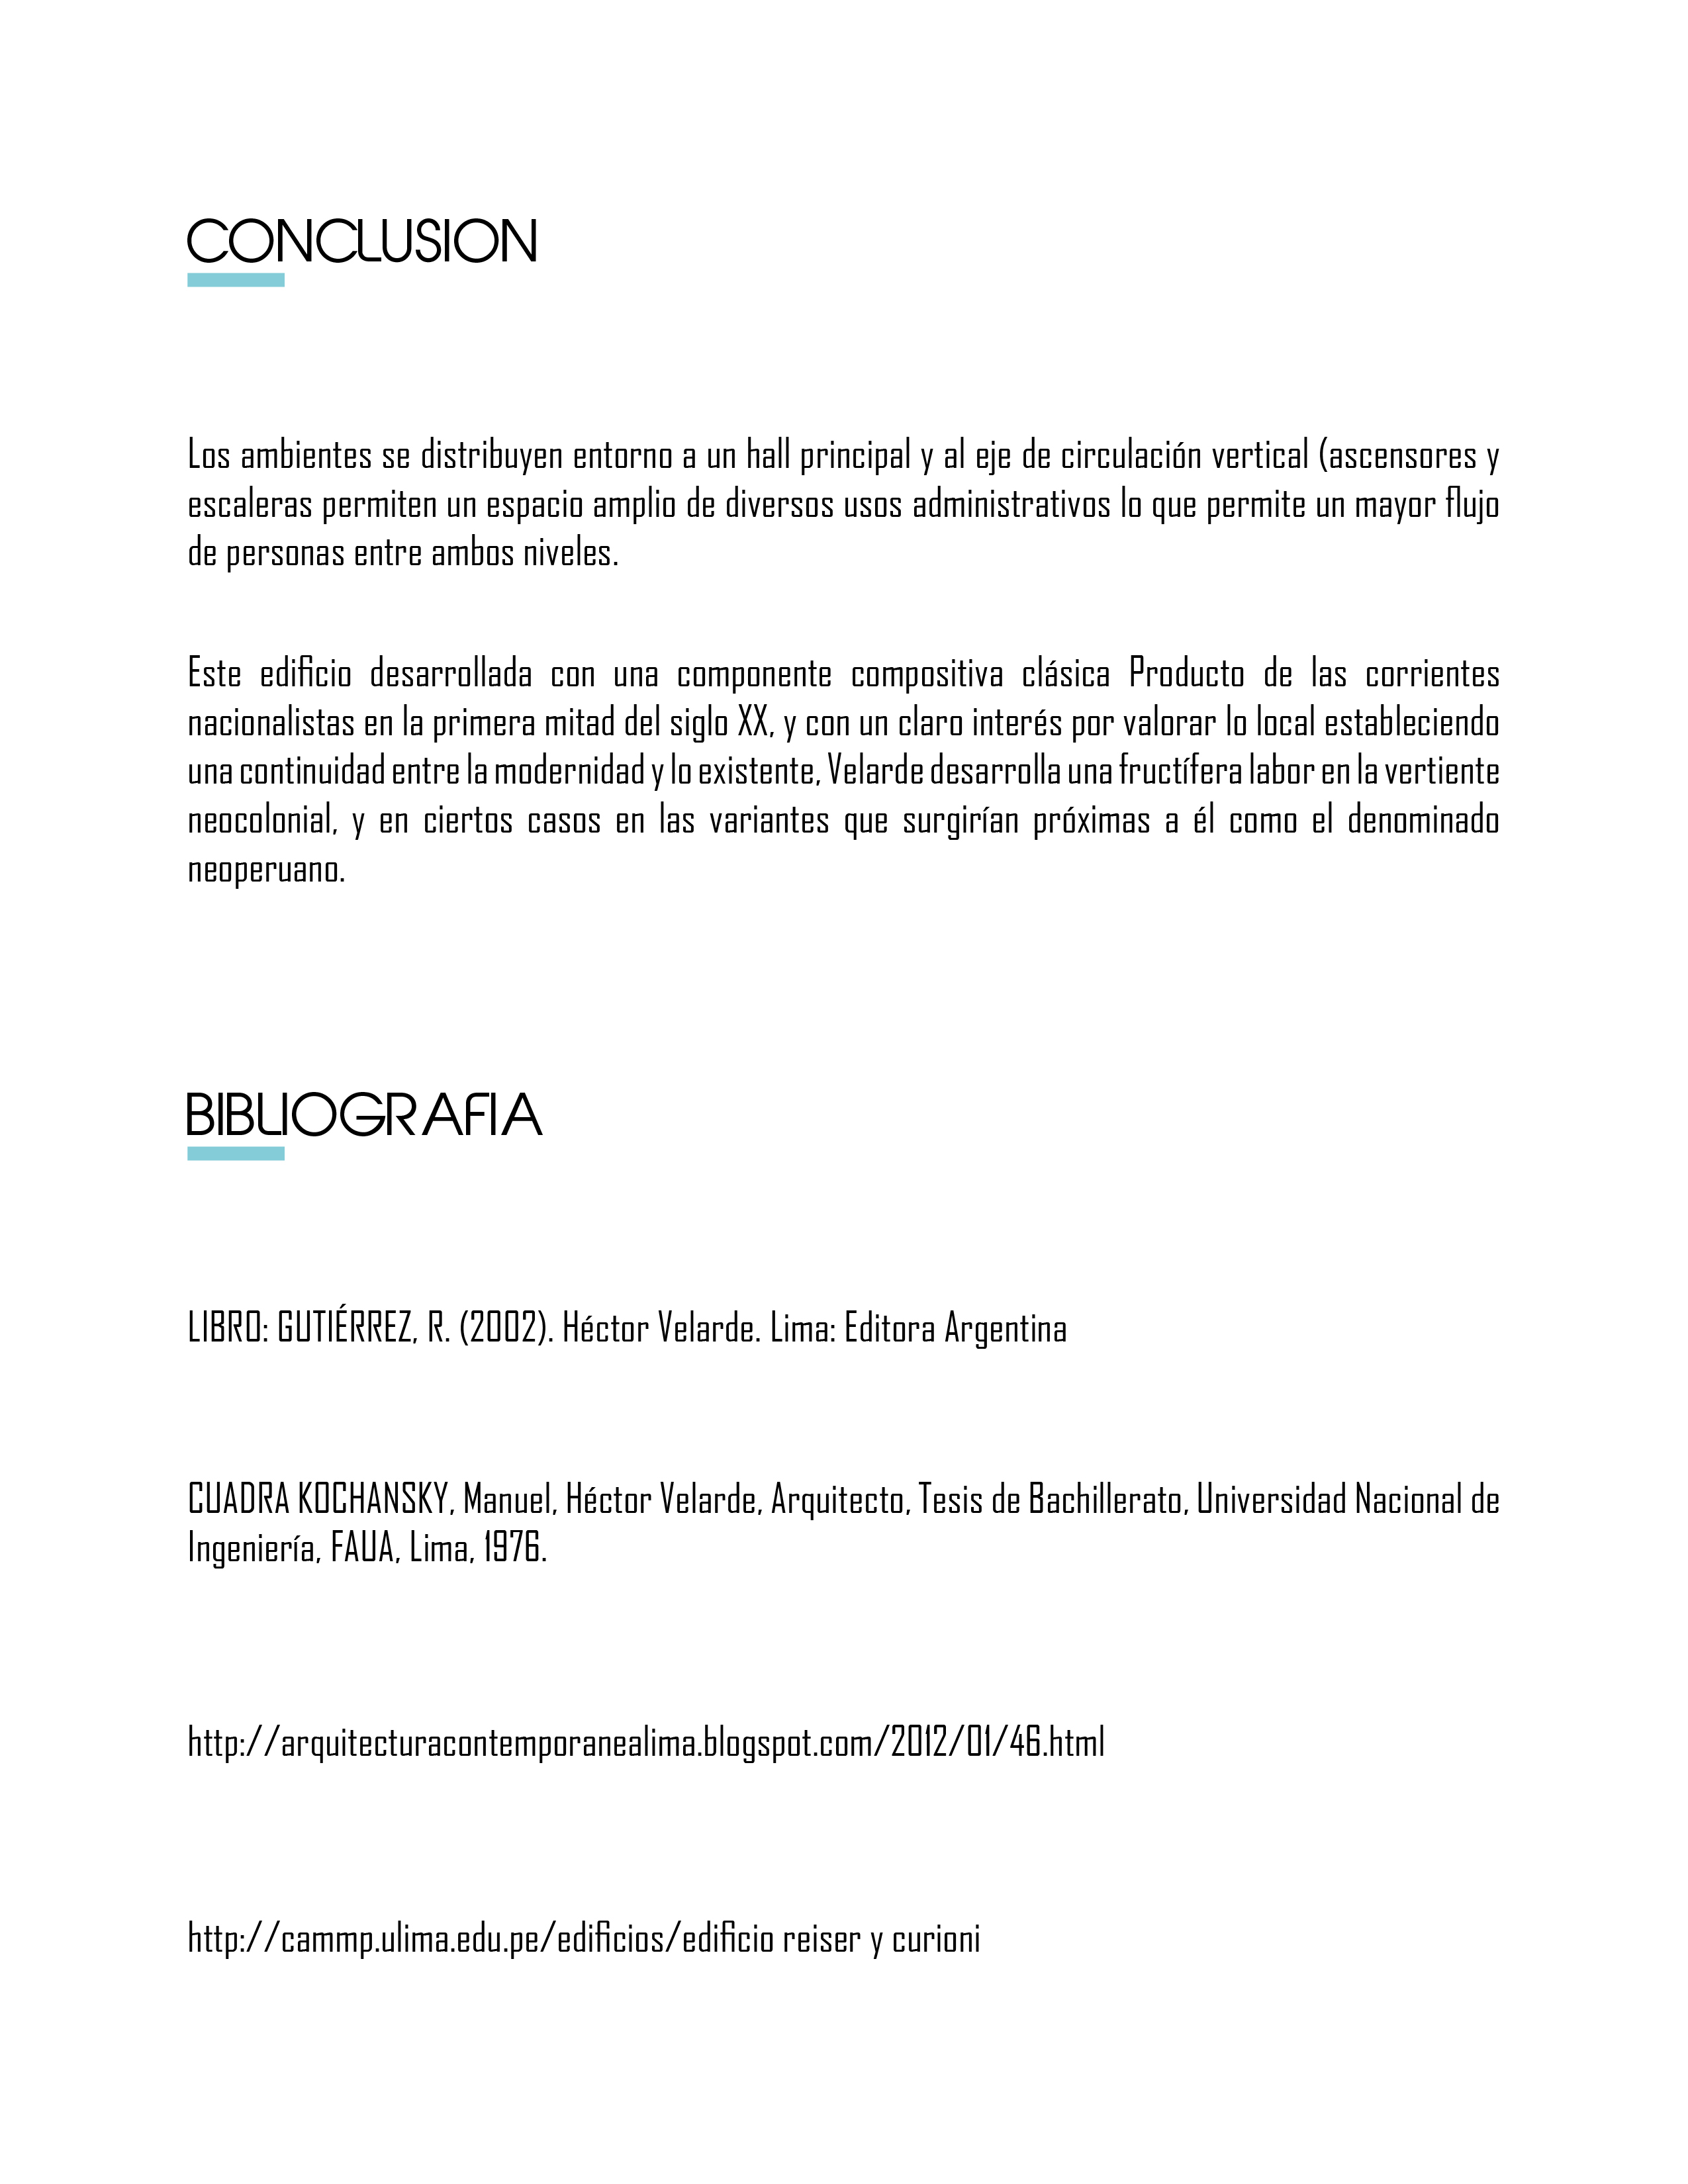 CONCLUSION
Los ambientes se distribuyen entorno a un hall principal y al eje de circulación vertical (ascensores y
escaleras permiten un espacio amplio de diversos usos administrativos lo que permite un mayor flujo
de personas entre ambos niveles.
Este edificio desarrollada con una componente compositiva clásica Producto de las corrientes
nacionalistas en la primera mitad del siglo XX, y con un claro interés por valorar lo local estableciendo
una continuidad entre la modernidad y lo existente, Velarde desarrolla una fructífera labor en la vertiente
neocolonial, y en ciertos casos en las variantes que surgirían próximas a él como el denominado
neoperuano.
BIBLIOGRAFIA
LIBRO: GUTIÉRREZ, R. (2002). Héctor Velarde. Lima: Editora Argentina
CUADRA KOCHANSKY, Manuel, Héctor Velarde, Arquitecto, Tesis de Bachillerato, Universidad Nacional de
Ingeniería, FAUA, Lima, 1976.
http://arquitecturacontemporanealima.blogspot.com/2012/01/46.html
http://cammp.ulima.edu.pe/edificios/edificio reiser y curioni